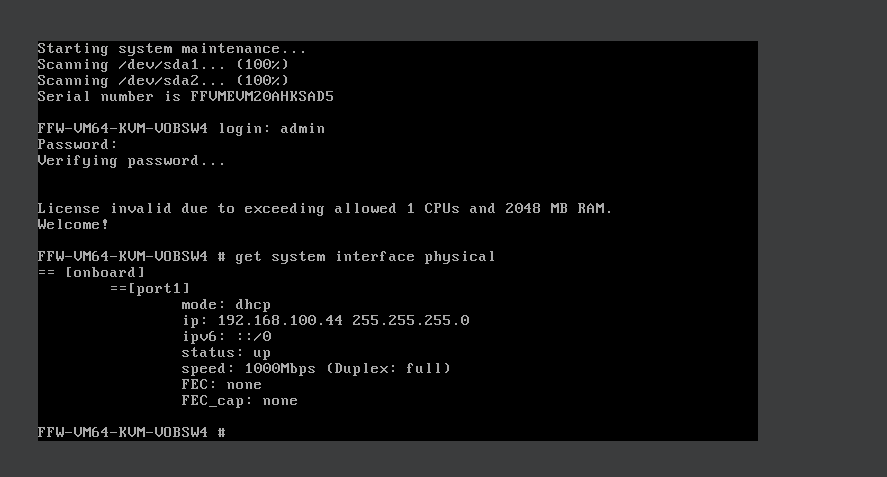 Starting system maintenance...
Scanning /dev/sda1... (100%)
Scanning /dev/sda2... (100%)
Serial number is FFVMEVM20AHKSAD5
FFW-VM64-KVM-VOBSW4 login: admin
Password:
Verifying password...
License invalid due to exceeding allowed 1 CPUs and 2048 MB RAM.
Welcome!
FFW-VM64-KVM-VOBSW4 # get system interface physical
== [onboard]
==[port1]
mode: dhcp
ip: 192.168.100.44 255.255.255.0
ipv6: ::/0
status: up
speed: 1000Mbps (Duplex: full)
FEC: none
FEC_cap: none
FFW-VM64-KVM-VOBSW4 #